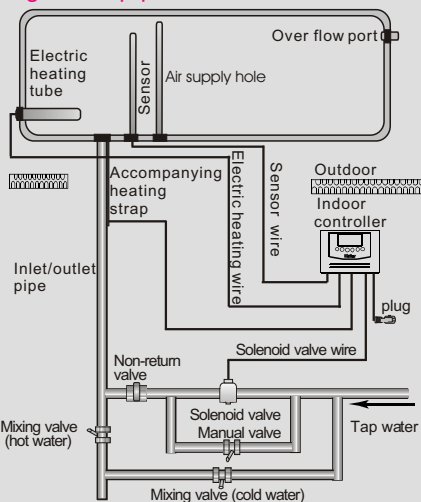 Over flow port
Electric
heating
tube
Sensor
Air supply hole
Accompanying
heating
strap
Electric heating wire
Sensor wire
Outdoor
Indoor
controller
Inlet/outlet
pipe
plug
Solenoid valve wire
Non-return
valve
Solenoid valve
Manual valve
Tap water
Mixing valve
(hot water)
Mixing valve (cold water)